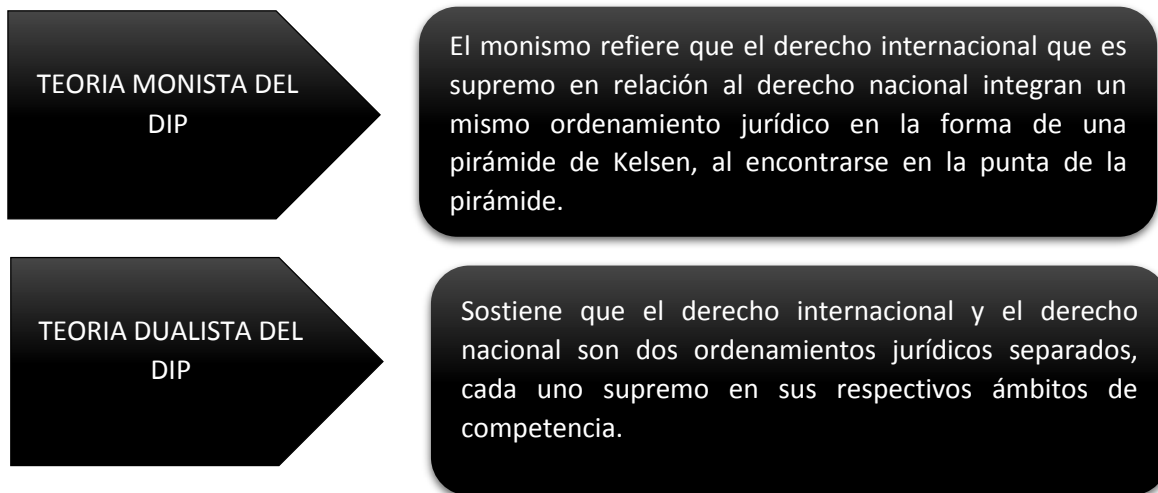 TEORIA MONISTA DEL
DIP
El monismo refiere que el derecho internacional que es
supremo en relación al derecho nacional integran un
mismo ordenamiento jurídico en la forma de una
pirámide de Kelsen, al encontrarse en la punta de la
pirámide.
TEORIA DUALISTA DEL
DIP
Sostiene que el derecho internacional y el derecho
nacional son dos ordenamientos jurídicos separados,
cada uno supremo en sus respectivos ámbitos de
competencia.